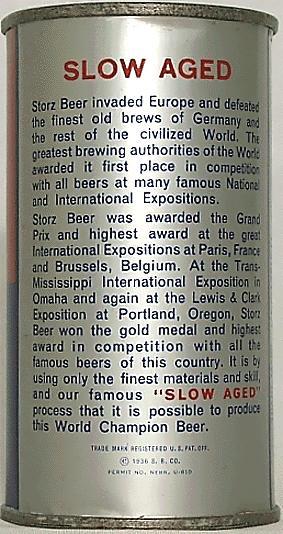 SLOW AGED
Storz Beer invaded Europe and defeated
the finest old brews of Germany and
the rest of the civilized World. The
greatest brewing authorities of the World
awarded it first place in competition
with all beers at many famous National
and International Expositions.
Storz Beer was awarded the Grand
Prix and highest award at the great
International Expositions at Paris, France
and Brussels, Belgium. At the Trans-
Mississippi International Exposition in
Omaha and again at the Lewis & Clark
Exposition at Portland, Oregon, Storz
Beer won the gold medal and highest
award in competition with all the
famous beers of this country. It is by
using only the finest materials and skill,
and our famous "SLOW AGED"
process that it is possible to produce
this World Champion Beer.
TRADE MARK REGISTERED U.S. PAT. OFF.
© 1936 S. B. CO.
PERMIT NO. NEBR. U-810